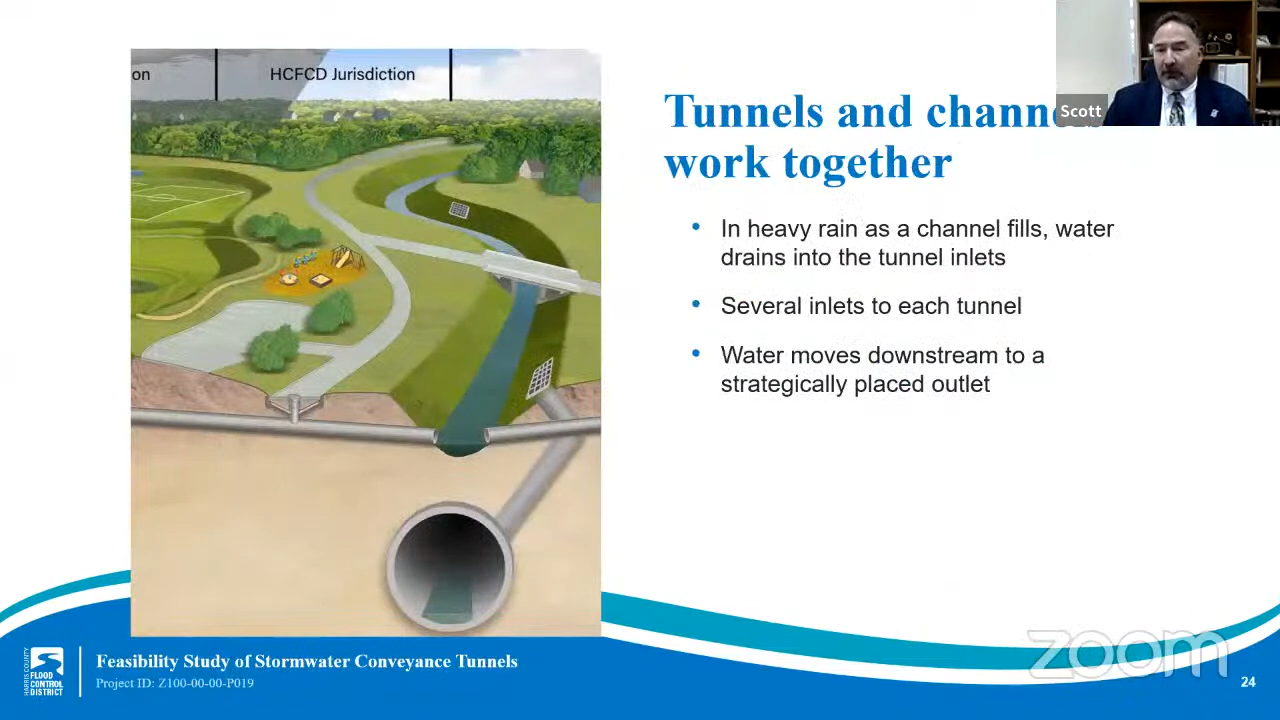 on
HCFCD Jurisdiction
Scott
Tunnels and chann
work together
• In heavy rain as a channel fills, water
drains into the tunnel inlets
• Several inlets to each tunnel
• Water moves downstream to a
strategically placed outlet
HARRIS COUNTY
FLOOD
CONTROL
DISTRICT
Feasibility Study of Stormwater Conveyance Tunnels
Project ID: Z100-00-00-P019
zoom
24